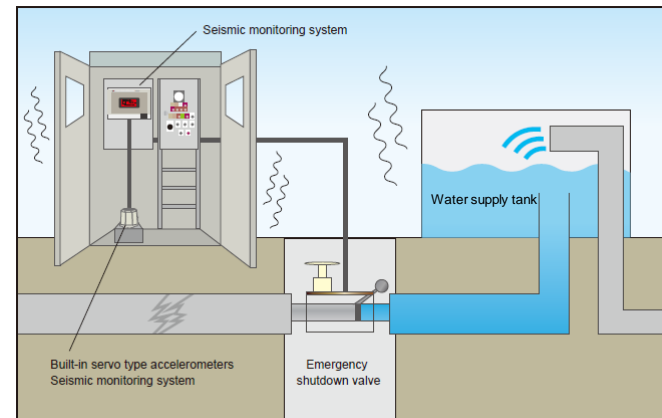 Seismic monitoring system
Water supply tank
Built-in servo type accelerometers
Seismic monitoring system
Emergency
shutdown valve